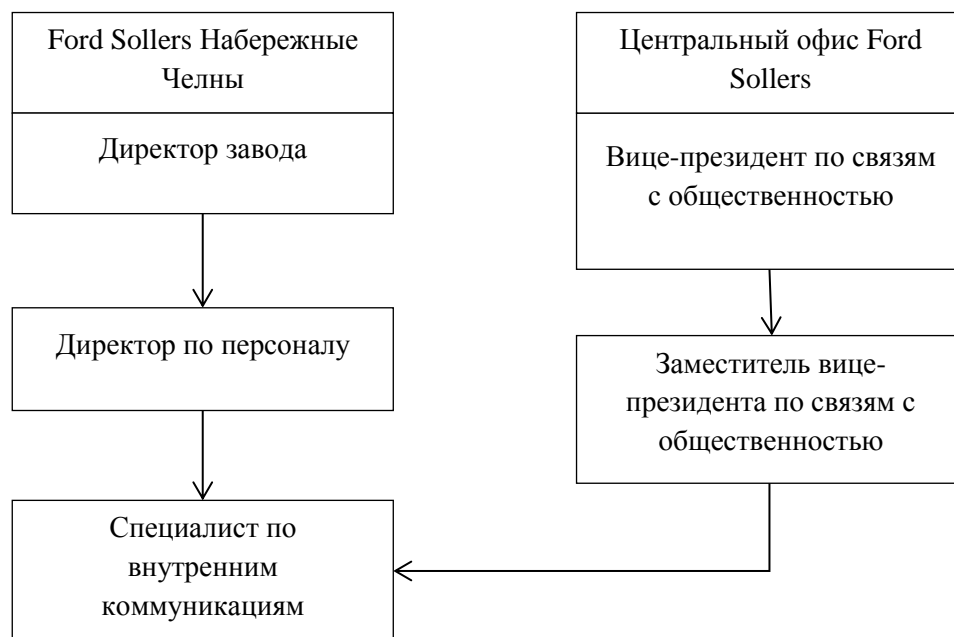 Ford Sollers Набережные
Челны
Директор завода
Директор по персоналу
Специалист по
внутренним
коммуникациям
Центральный офис Ford
Sollers
Вице-президент по связям
с общественностью
Заместитель вице-
президента по связям с
общественностью